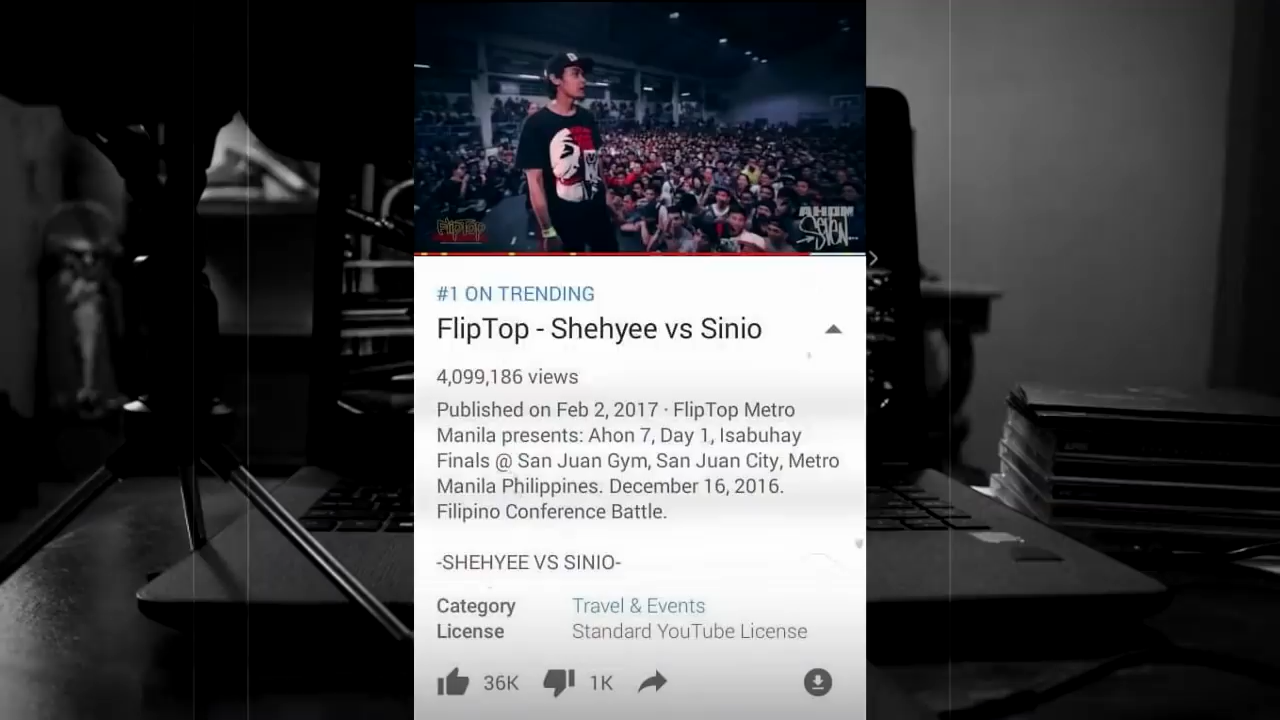 FlipTop
AHON
SEVEN
#1 ON TRENDING
FlipTop - Shehyee vs Sinio
4,099,186 views
Published on Feb 2, 2017 · FlipTop Metro
Manila presents: Ahon 7, Day 1, Isabuhay
Finals @ San Juan Gym, San Juan City, Metro
Manila Philippines. December 16, 2016.
Filipino Conference Battle.
-SHEHYEE VS SINIO-
Category Travel & Events
License Standard YouTube License
36K 1K